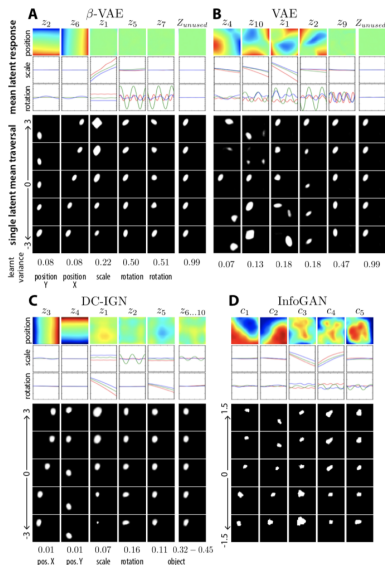 A β-VAE B VAE
z2 z6 z1 z5 z7 Zunused z4 z10 z1 z2 z9 Zunused
mean latent response
position
scale
rotation
single latent mean traversal
3
0
-3
learnt variance
0.08 0.08 0.22 0.50 0.51 0.99 0.07 0.13 0.18 0.18 0.47 0.99
position Y position X scale rotation rotation
C DC-IGN D InfoGAN
z3 z4 z1 z2 z5 z6...10 c1 c2 c3 c4 c5
position
scale
rotation
3
0
-3
1.5
0
-1.5
0.01 0.01 0.07 0.16 0.11 0.32 - 0.45
pos. X pos. Y scale rotation object